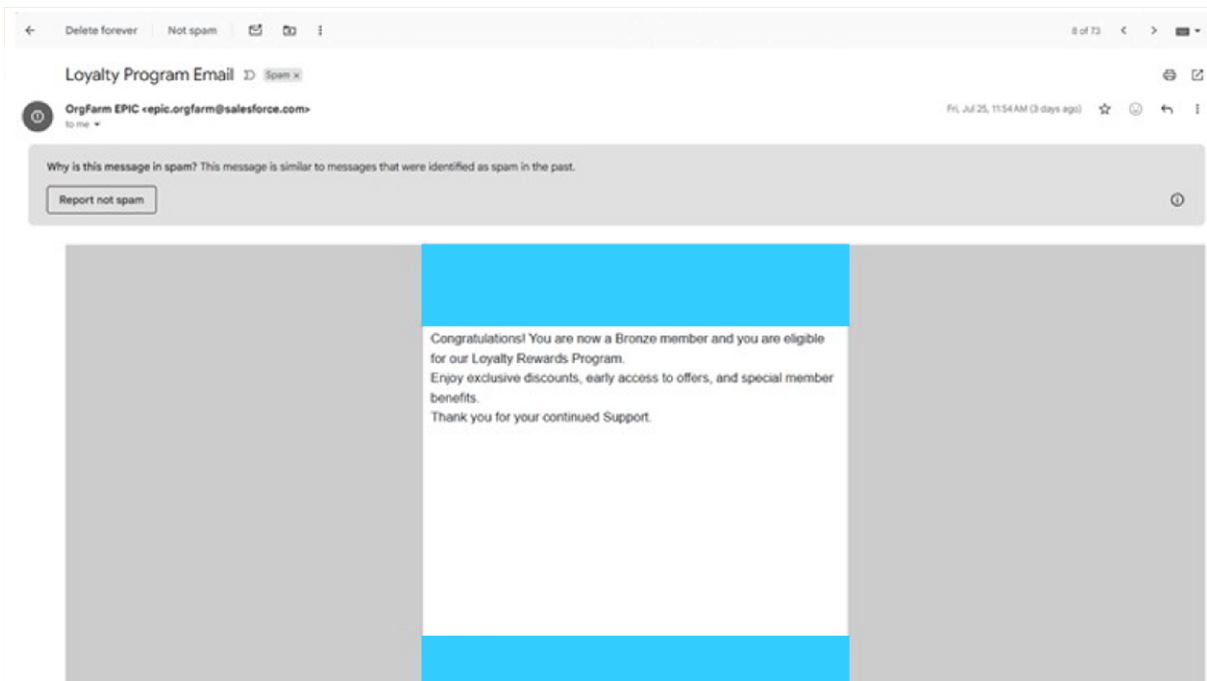 Delete forever Not spam 8 of 73
Loyalty Program Email Spam x
OrgFarm EPIC <epic.orgfarm@salesforce.com> Fri, Jul 25, 11:54 AM (3 days ago)
to me
Why is this message in spam? This message is similar to messages that were identified as spam in the past.
Report not spam
Congratulations! You are now a Bronze member and you are eligible
for our Loyalty Rewards Program.
Enjoy exclusive discounts, early access to offers, and special member
benefits.
Thank you for your continued Support.